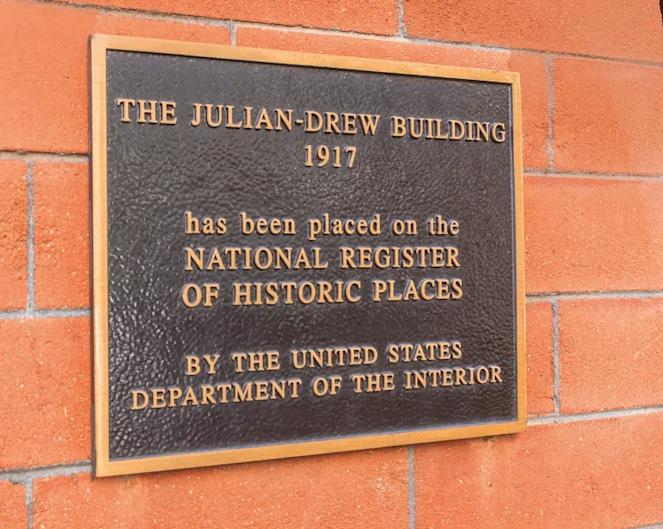 THE JULIAN-DREW BUILDING
1917
has been placed on the
NATIONAL REGISTER
OF HISTORIC PLACES
BY THE UNITED STATES
DEPARTMENT OF THE INTERIOR